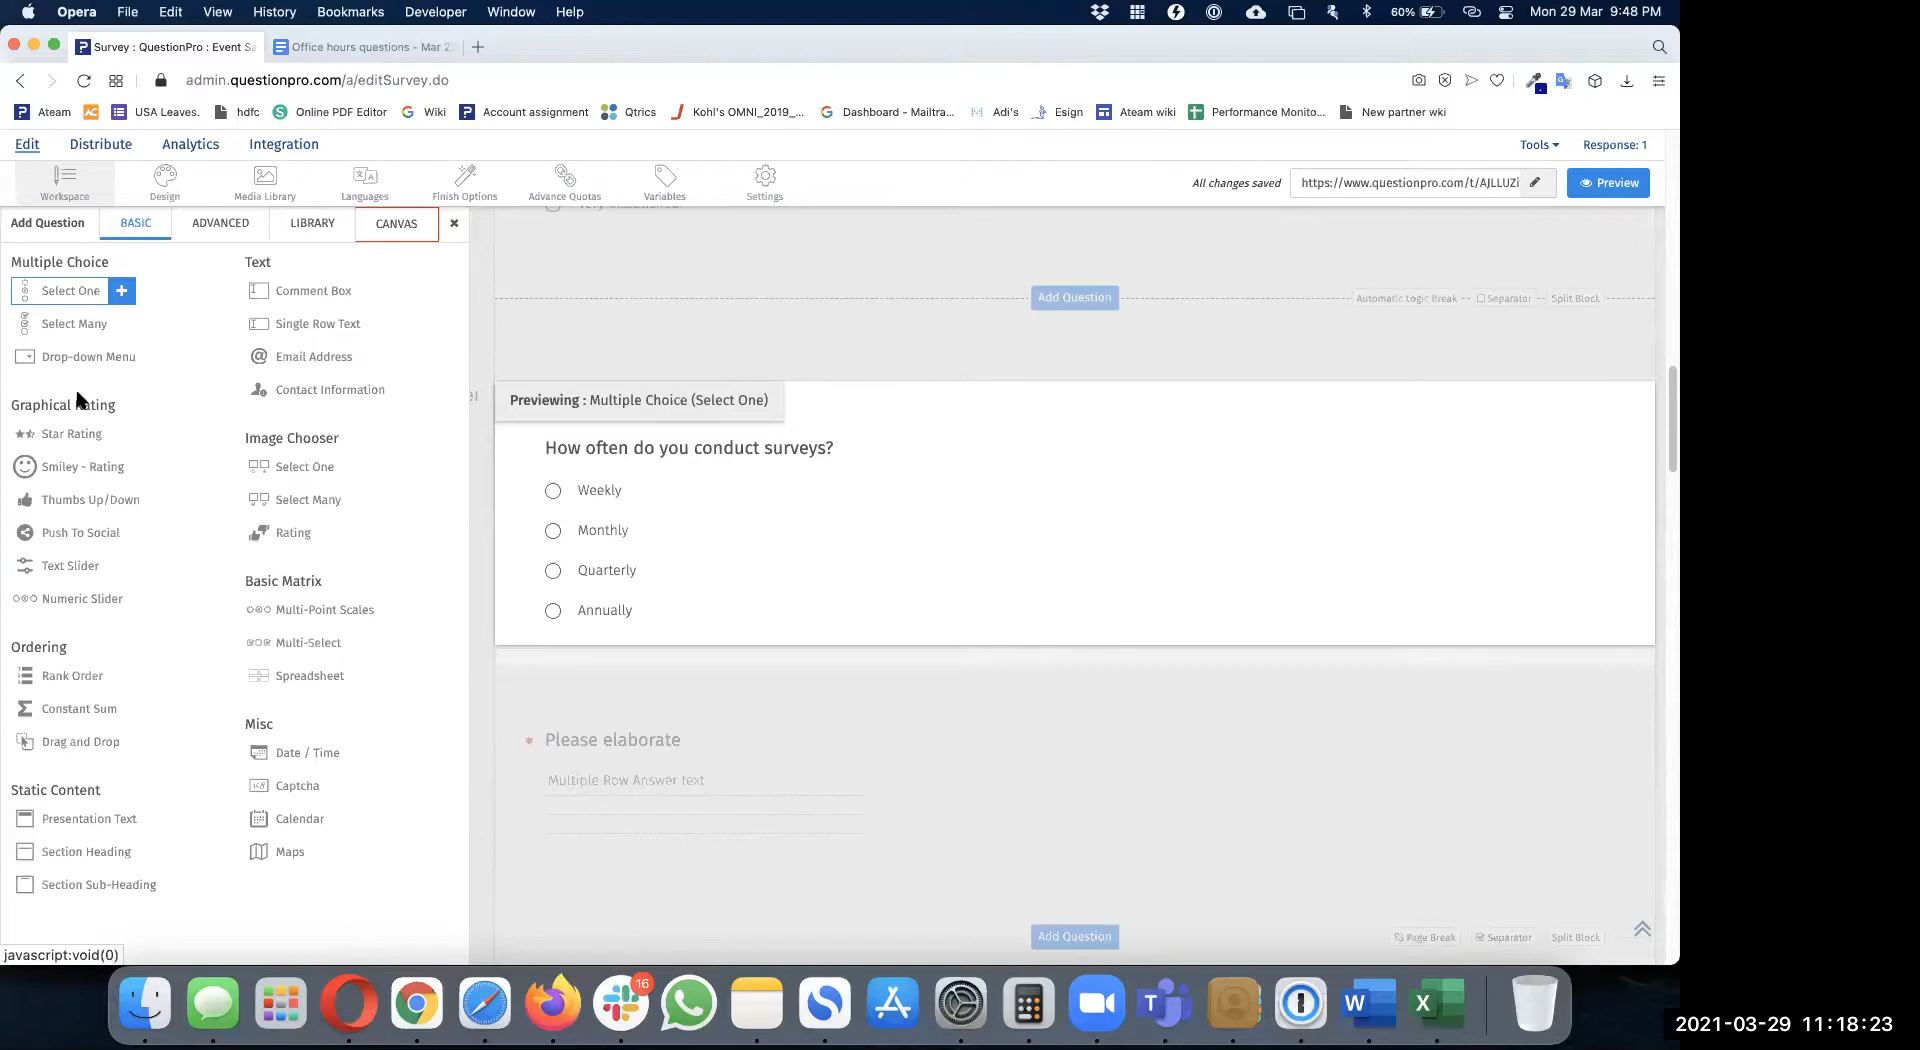 Opera File Edit View History Bookmarks Developer Window Help 60% Mon 29 Mar 9:48 PM
Survey : QuestionPro : Event Sa Office hours questions - Mar 2
admin.questionpro.com/a/editSurvey.do
Ateam USA Leaves. hdfc Online PDF Editor Wiki Account assignment Qtrics Kohl's OMNI_2019_... Dashboard - Mailtra... Adi's Esign Ateam wiki Performance Monito... New partner wki
Edit Distribute Analytics Integration Tools Response: 1
Workspace Design Media Library Languages Finish Options Advance Quotas Variables Settings All changes saved https://www.questionpro.com/t/AJLLUZi Preview
Add Question BASIC ADVANCED LIBRARY CANVAS
Multiple Choice
Select One
Select Many
Drop-down Menu
Graphical Rating
Star Rating
Smiley - Rating
Thumbs Up/Down
Push To Social
Text Slider
Numeric Slider
Ordering
Rank Order
Constant Sum
Drag and Drop
Static Content
Presentation Text
Section Heading
Section Sub-Heading
Text
Comment Box
Single Row Text
Email Address
Contact Information
Image Chooser
Select One
Select Many
Rating
Basic Matrix
Multi-Point Scales
Multi-Select
Spreadsheet
Misc
Date / Time
Captcha
Calendar
Maps
Add Question Automatic Logic Break Separator Split Block
Previewing : Multiple Choice (Select One)
How often do you conduct surveys?
Weekly
Monthly
Quarterly
Annually
* Please elaborate
Multiple Row Answer text
Add Question Page Break Separator Split Block
javascript:void(0)
16
2021-03-29 11:18:23